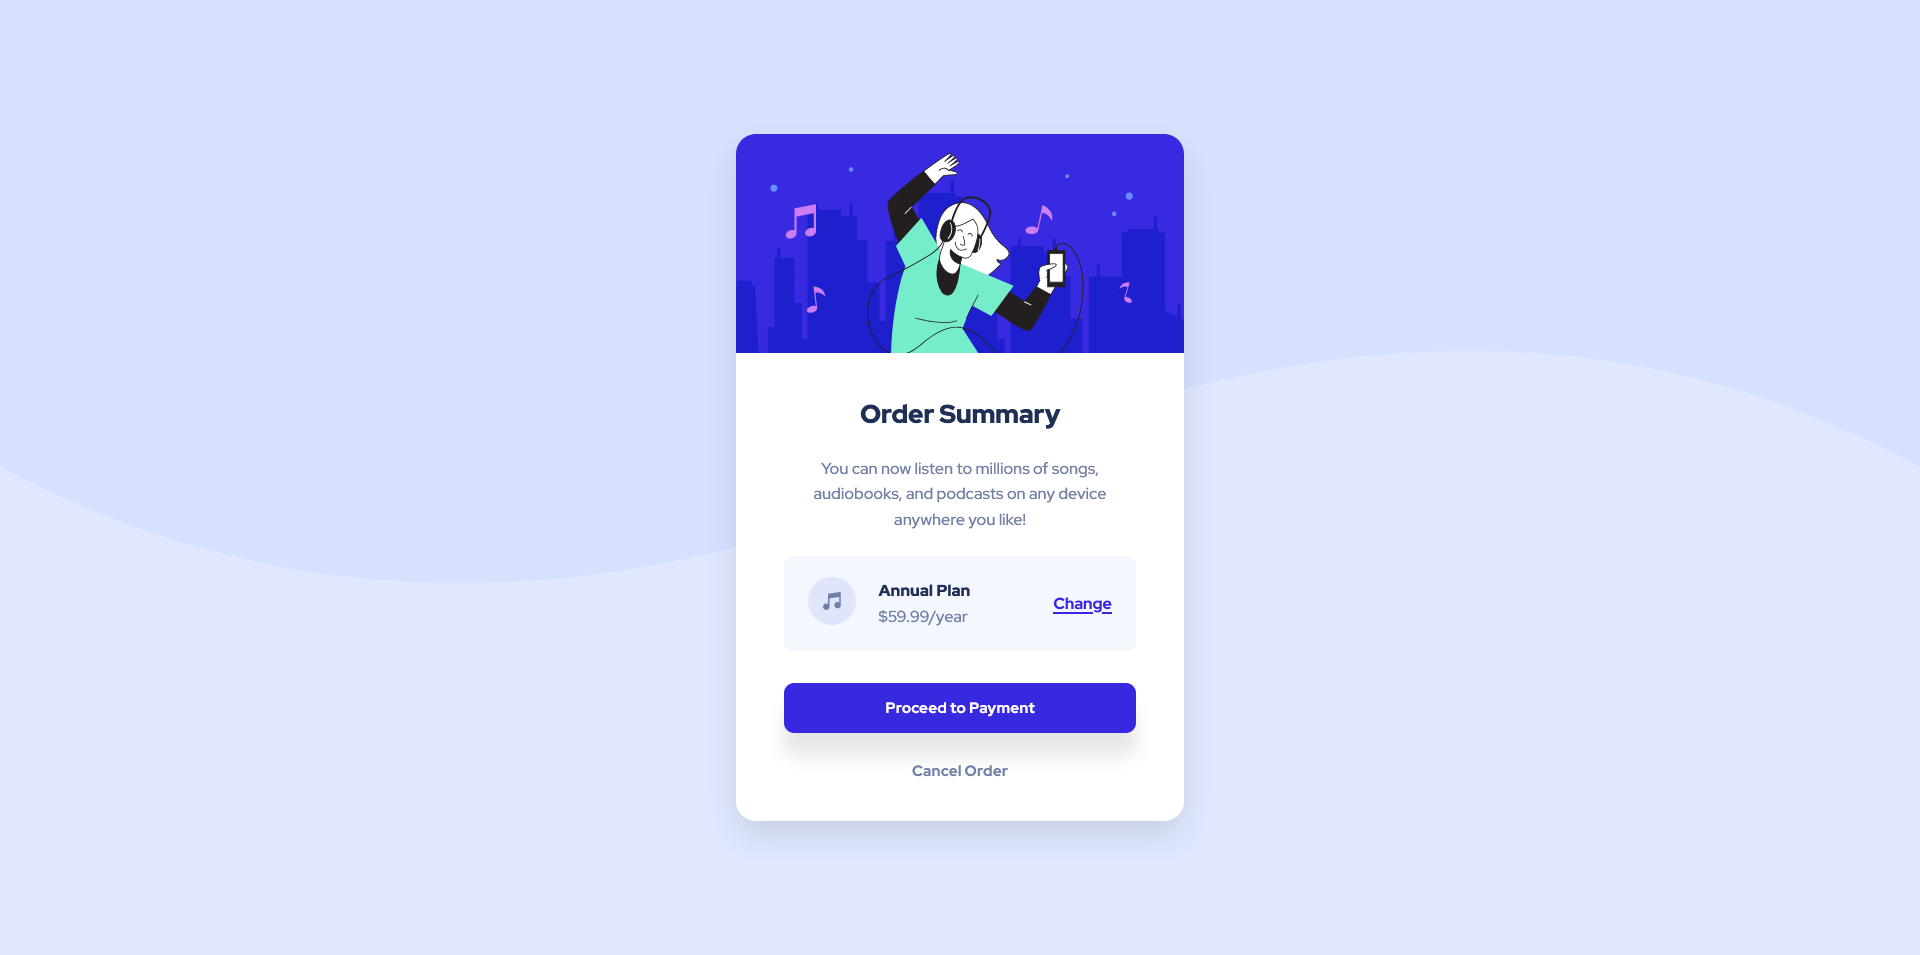 Order Summary
You can now listen to millions of songs,
audiobooks, and podcasts on any device
anywhere you like!
Annual Plan
$59.99/year
Change
Proceed to Payment
Cancel Order